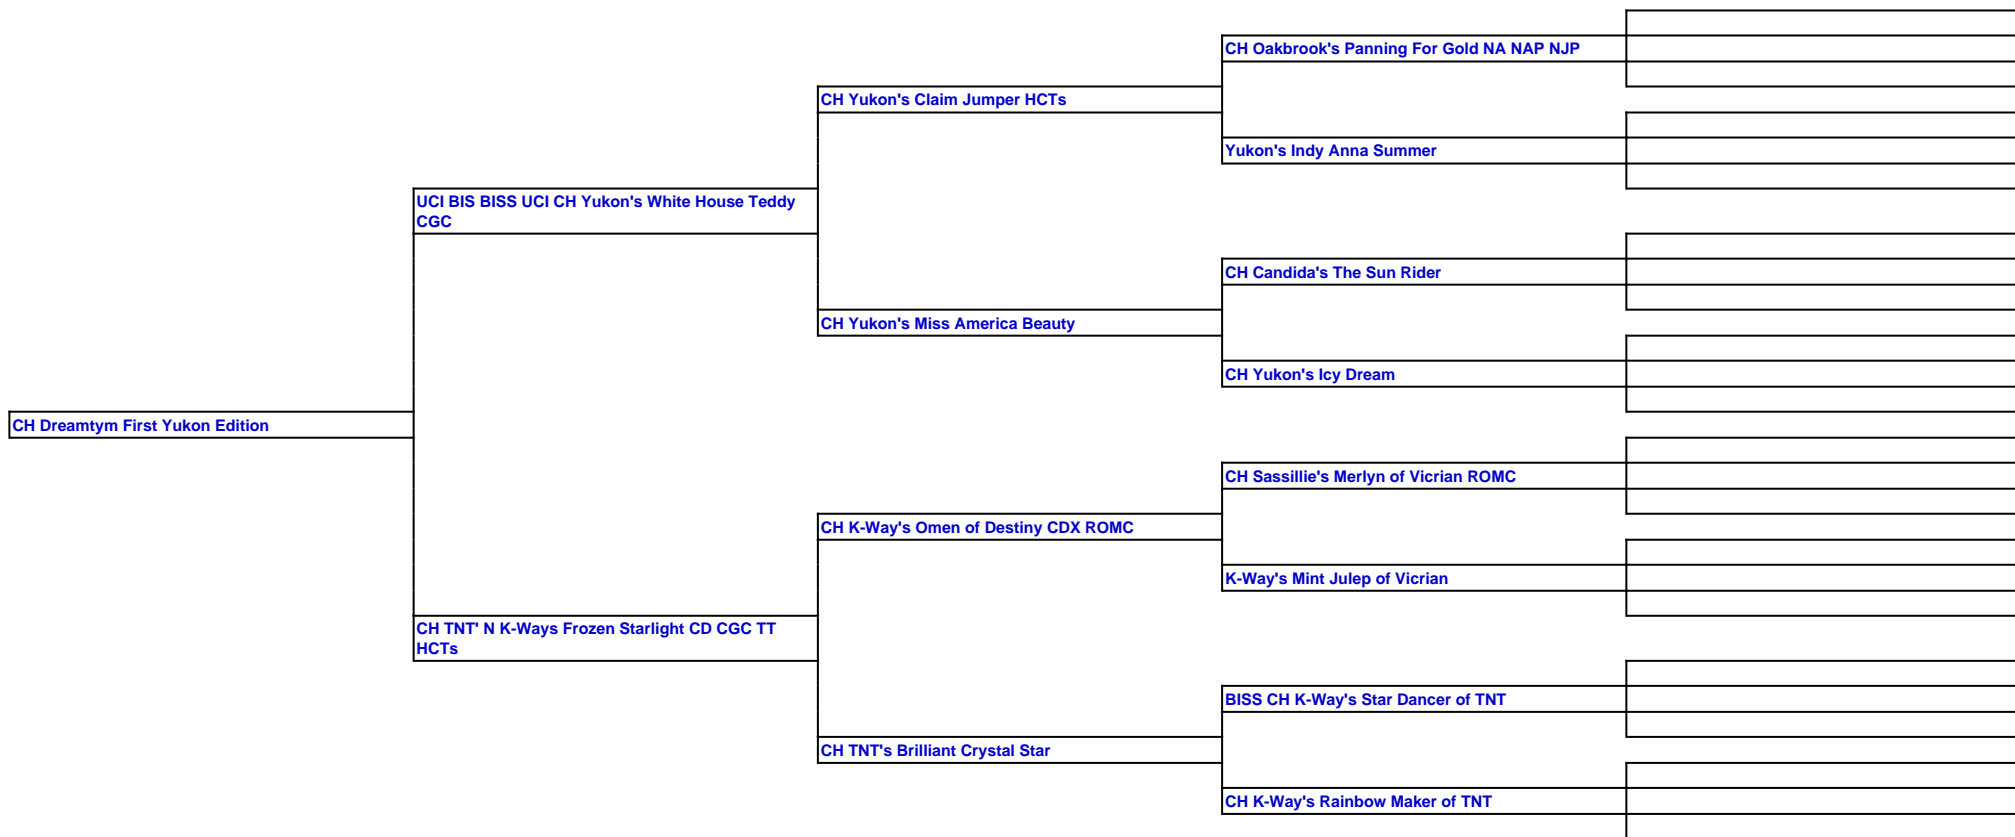 CH Oakbrook's Panning For Gold NA NAP NJP
CH Yukon's Claim Jumper HCTs
Yukon's Indy Anna Summer
UCI BIS BISS UCI CH Yukon's White House Teddy
CGC
CH Candida's The Sun Rider
CH Yukon's Miss America Beauty
CH Yukon's Icy Dream
CH Dreamtym First Yukon Edition
CH Sassillie's Merlyn of Vicrian ROMC
CH K-Way's Omen of Destiny CDX ROMC
K-Way's Mint Julep of Vicrian
CH TNT' N K-Ways Frozen Starlight CD CGC TT
HCTs
BISS CH K-Way's Star Dancer of TNT
CH TNT's Brilliant Crystal Star
CH K-Way's Rainbow Maker of TNT